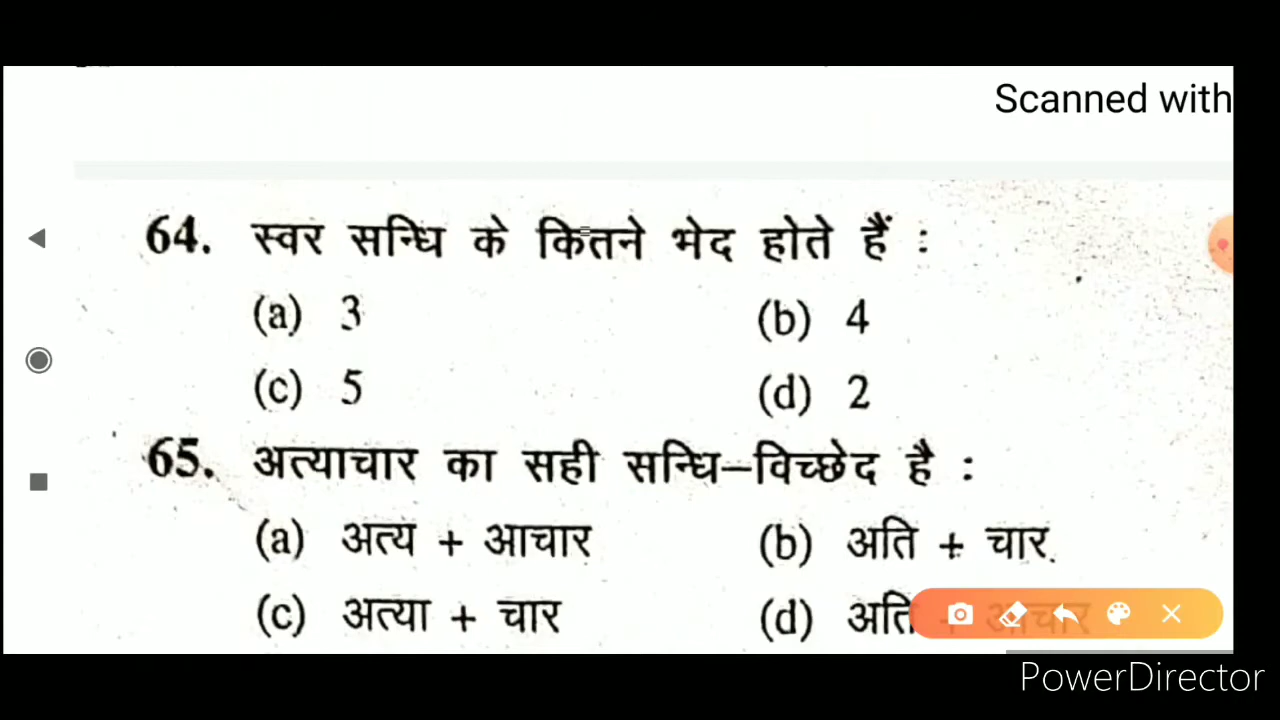 Scanned with
64. स्वर सन्धि के कितने भेद होते हैं :
(a) 3 (b) 4
(c) 5 (d) 2
65. अत्याचार का सही सन्धि-विच्छेद है :
(a) अत्य + आचार (b) अति + चार
(c) अत्या + चार (d) अति + आचार
PowerDirector